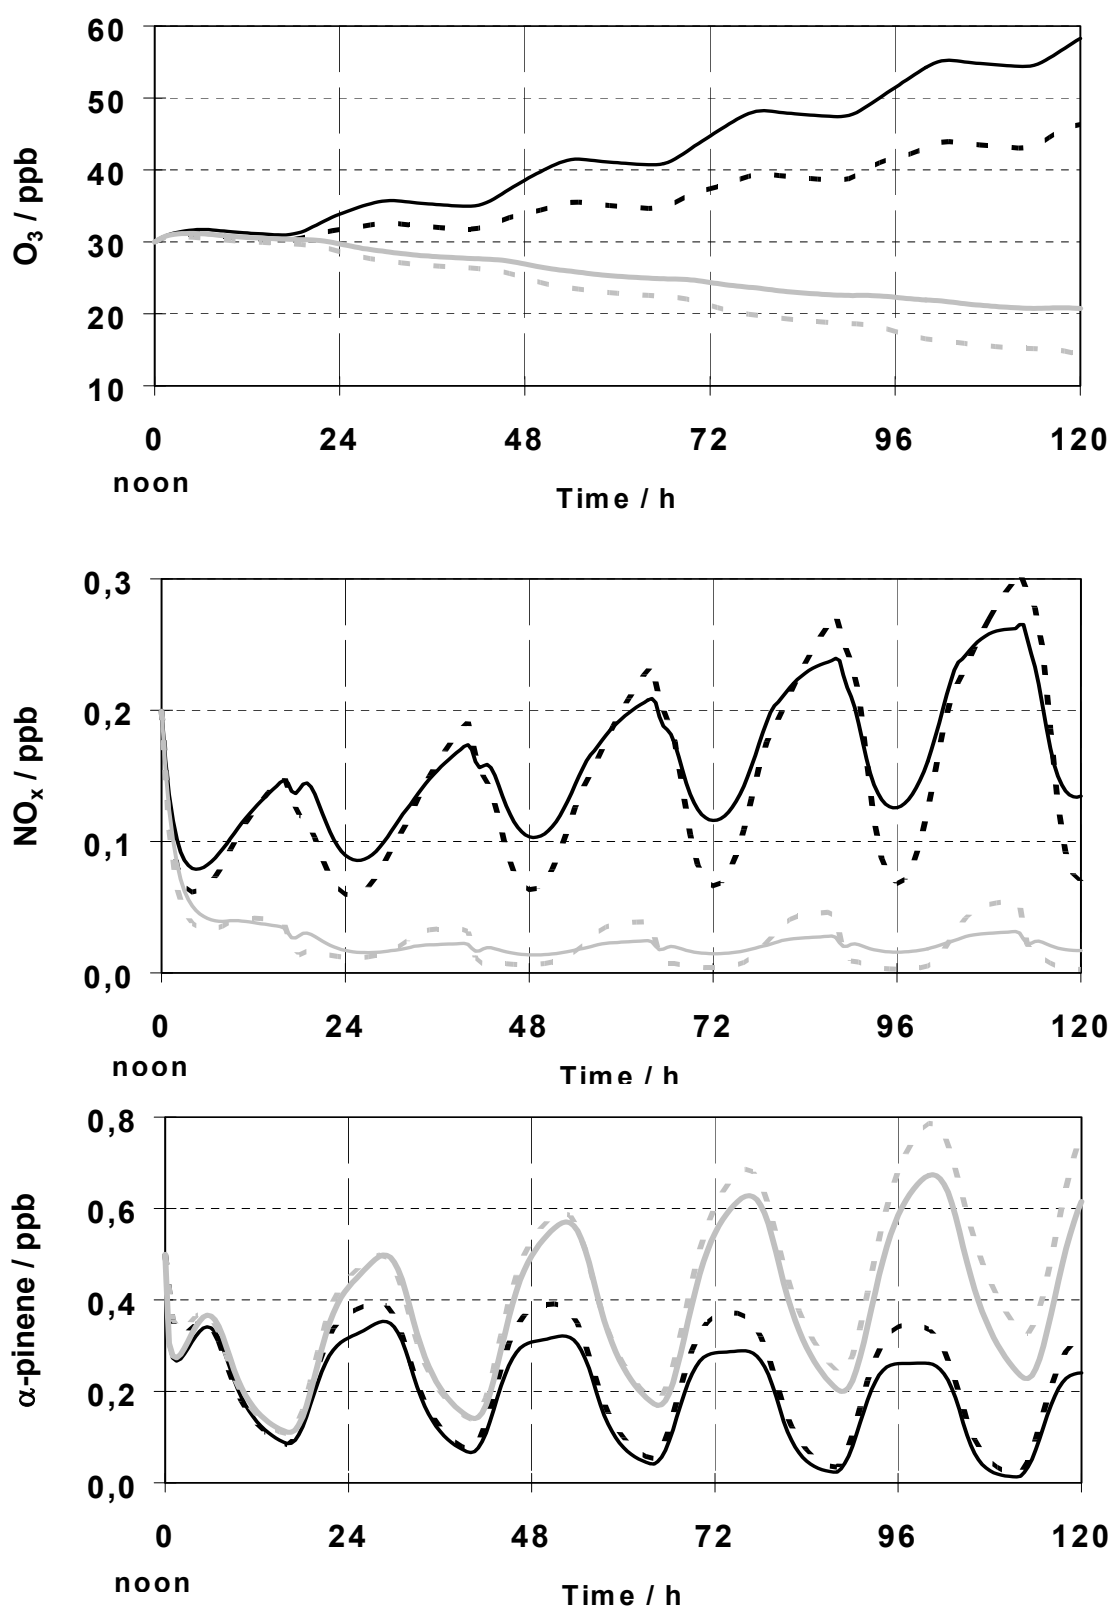 60
50
40
30
20
10
O3 / ppb
0 24 48 72 96 120
noon
Time / h
0,3
0,2
0,1
0,0
NOx / ppb
0 24 48 72 96 120
noon
Time / h
0,8
0,6
0,4
0,2
0,0
α-pinene / ppb
0 24 48 72 96 120
noon
Time / h